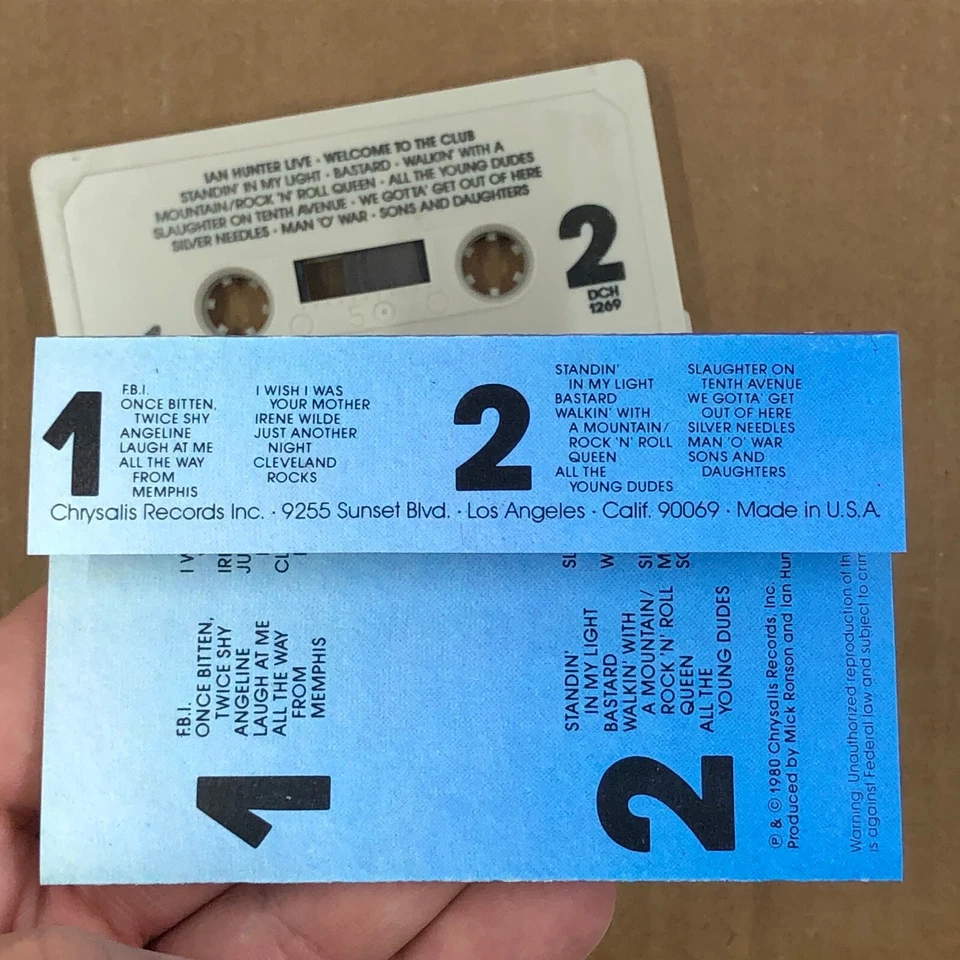 IAN HUNTER LIVE · WELCOME TO THE CLUB
STANDIN' IN MY LIGHT · BASTARD · WALKIN' WITH A
MOUNTAIN/ROCK 'N' ROLL QUEEN · ALL THE YOUNG DUDES
SLAUGHTER ON TENTH AVENUE · WE GOTTA' GET OUT OF HERE
SILVER NEEDLES · MAN 'O' WAR · SONS AND DAUGHTERS
2
DCH
1269
5
1
F.B.I.
ONCE BITTEN,
TWICE SHY
ANGELINE
LAUGH AT ME
ALL THE WAY
FROM
MEMPHIS
I WISH I WAS
YOUR MOTHER
IRENE WILDE
JUST ANOTHER
NIGHT
CLEVELAND
ROCKS
2
STANDIN'
IN MY LIGHT
BASTARD
WALKIN' WITH
A MOUNTAIN/
ROCK 'N' ROLL
QUEEN
ALL THE
YOUNG DUDES
SLAUGHTER ON
TENTH AVENUE
WE GOTTA' GET
OUT OF HERE
SILVER NEEDLES
MAN 'O' WAR
SONS AND
DAUGHTERS
Chrysalis Records Inc. · 9255 Sunset Blvd. · Los Angeles · Calif. 90069 · Made in U.S.A.
1
F.B.I.
ONCE BITTEN,
TWICE SHY
ANGELINE
LAUGH AT ME
ALL THE WAY
FROM
MEMPHIS
2
STANDIN'
IN MY LIGHT
BASTARD
WALKIN' WITH
A MOUNTAIN/
ROCK 'N' ROLL
QUEEN
ALL THE
YOUNG DUDES
℗ & © 1980 Chrysalis Records, Inc.
Produced by Mick Ronson and Ian
Warning: Unauthorized reproduction of
is against Federal law and subject to